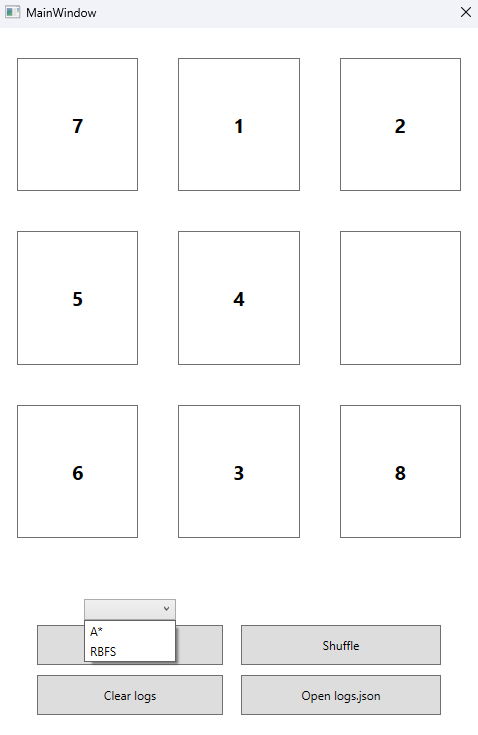 MainWindow
7 1 2
5 4
6 3 8
A*
RBFS
Shuffle
Clear logs
Open logs.json